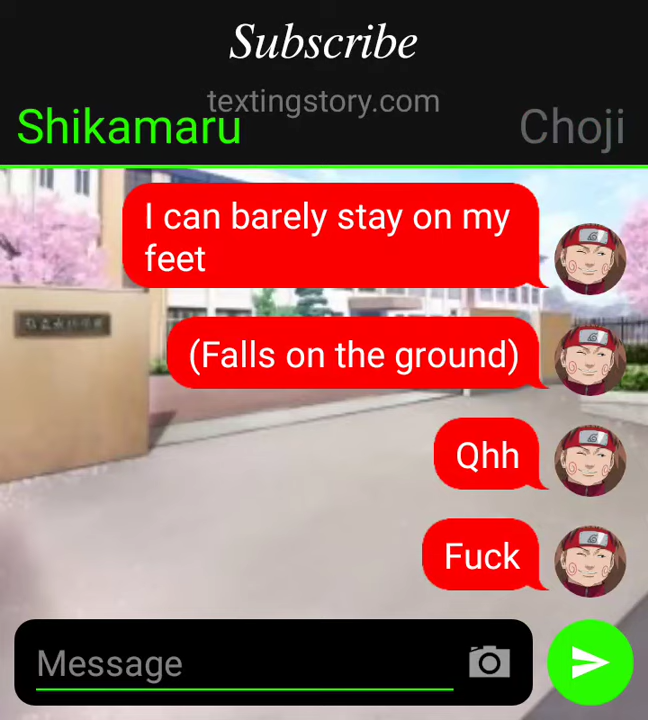 Subscribe
textingstory.com
Shikamaru
Choji
I can barely stay on my
feet
(Falls on the ground)
Qhh
Fuck
Message